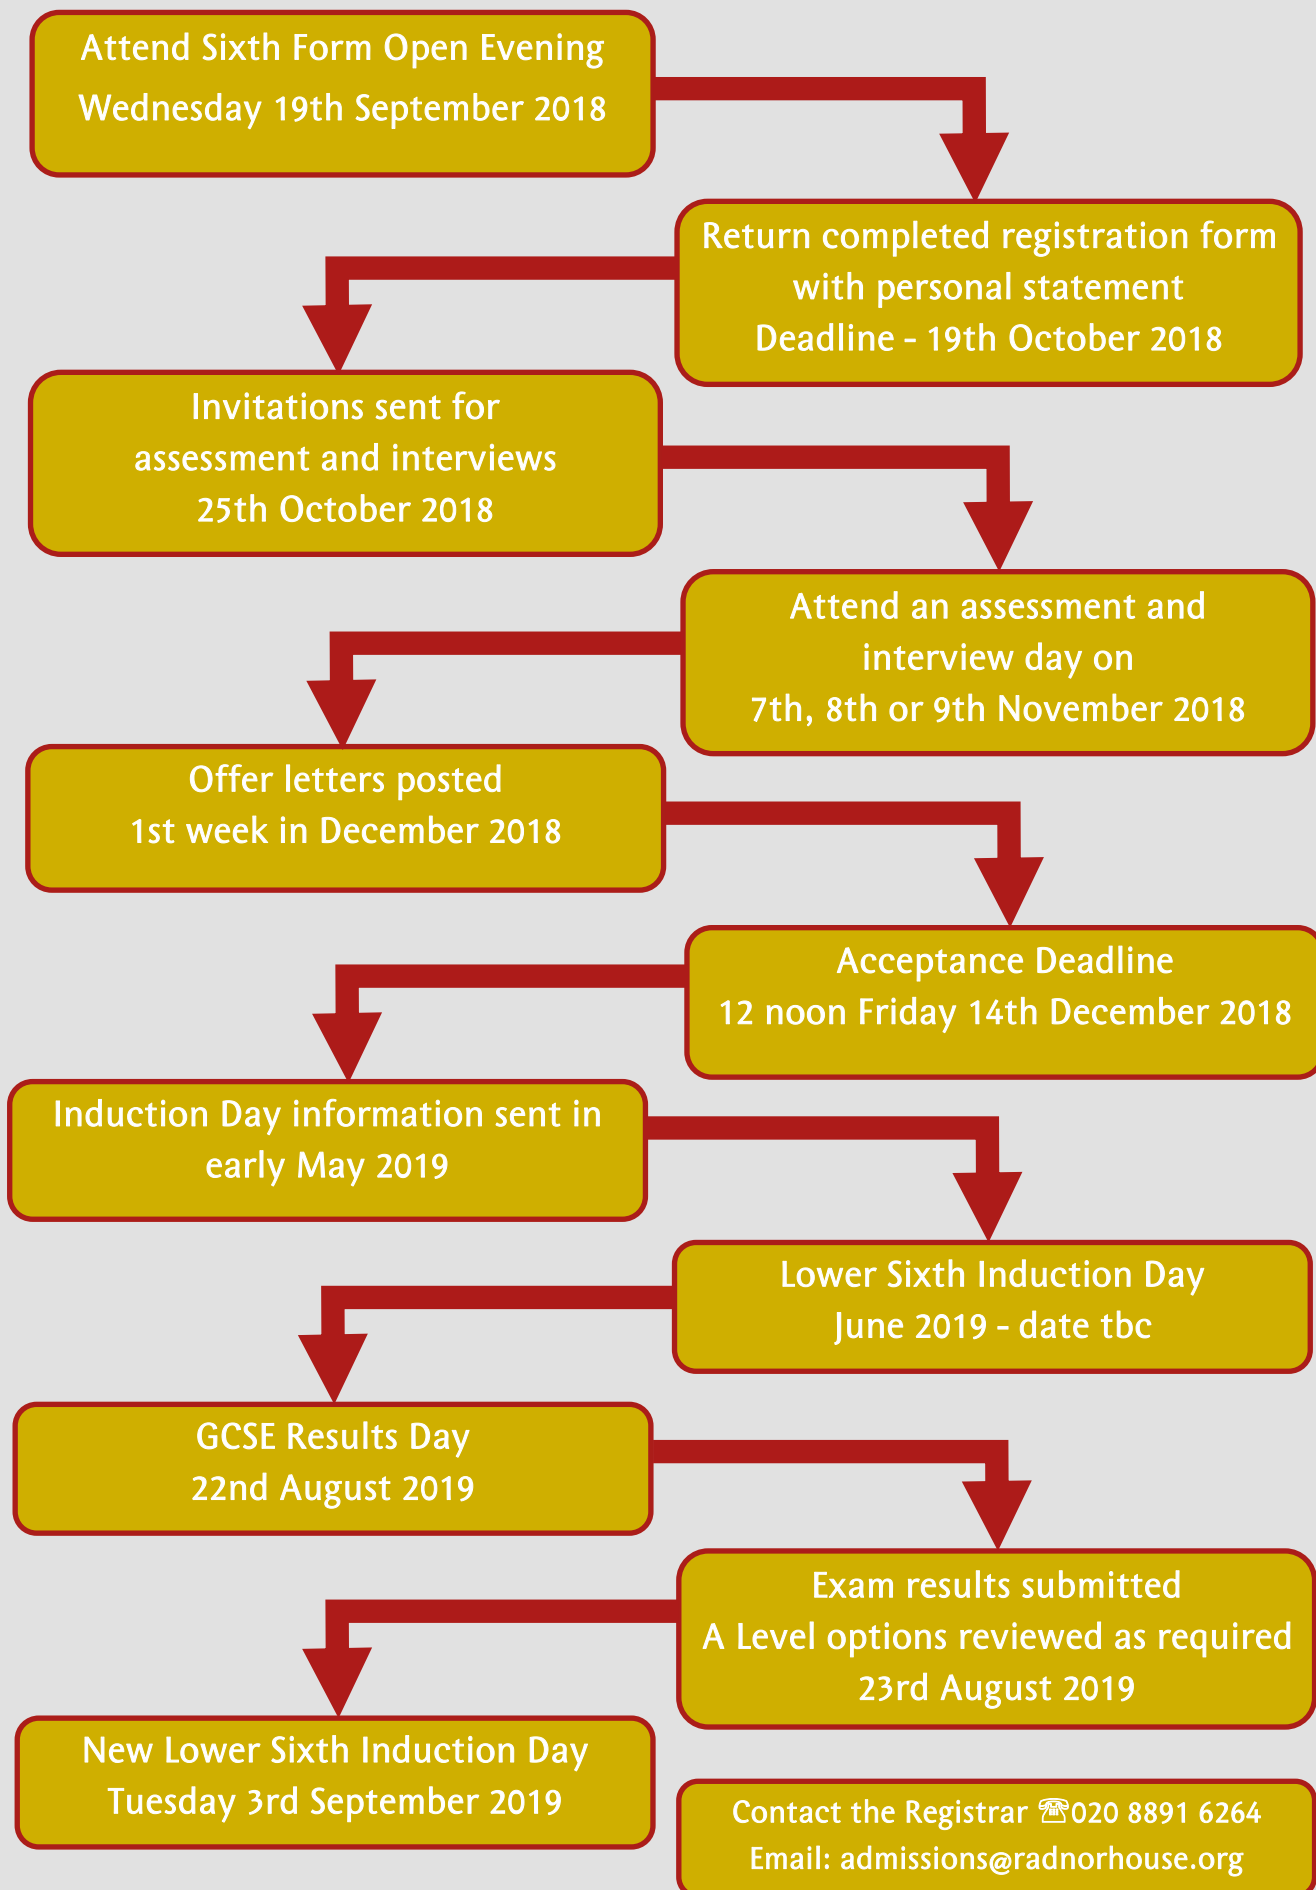 Attend Sixth Form Open Evening
Wednesday 19th September 2018
Return completed registration form
with personal statement
Deadline - 19th October 2018
Invitations sent for
assessment and interviews
25th October 2018
Attend an assessment and
interview day on
7th, 8th or 9th November 2018
Offer letters posted
1st week in December 2018
Acceptance Deadline
12 noon Friday 14th December 2018
Induction Day information sent in
early May 2019
Lower Sixth Induction Day
June 2019 - date tbc
GCSE Results Day
22nd August 2019
Exam results submitted
A Level options reviewed as required
23rd August 2019
New Lower Sixth Induction Day
Tuesday 3rd September 2019
Contact the Registrar ☎020 8891 6264
Email: admissions@radnorhouse.org